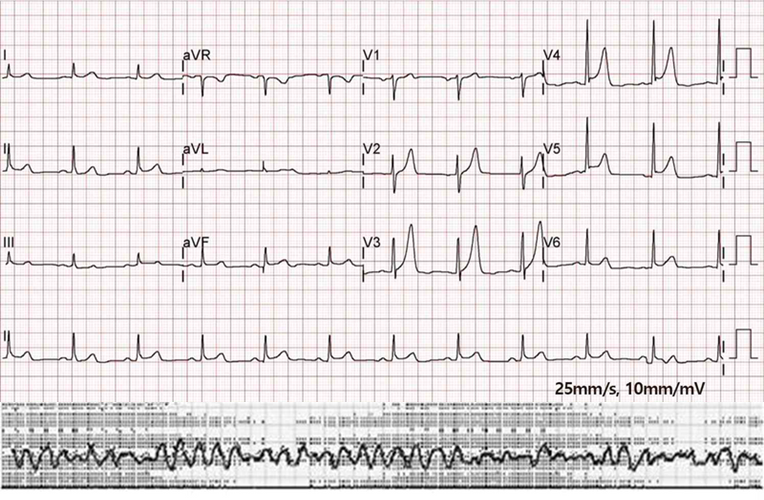 I aVR V1 V4
II aVL V2 V5
III aVF V3 V6
II
25mm/s, 10mm/mV